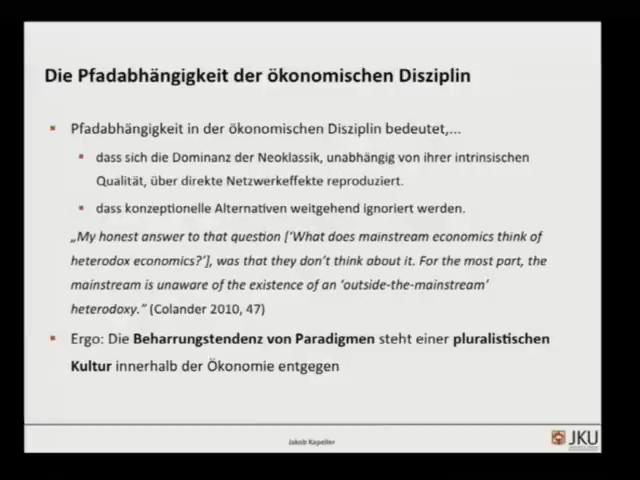 Die Pfadabhängigkeit der ökonomischen Disziplin
Pfadabhängigkeit in der ökonomischen Disziplin bedeutet,...
dass sich die Dominanz der Neoklassik, unabhängig von ihrer intrinsischen
Qualität, über direkte Netzwerkeffekte reproduziert.
dass konzeptionelle Alternativen weitgehend ignoriert werden.
„My honest answer to that question [‘What does mainstream economics think of
heterodox economics?’], was that they don’t think about it. For the most part, the
mainstream is unaware of the existence of an ‘outside-the-mainstream’
heterodoxy.“ (Colander 2010, 47)
Ergo: Die Beharrungstendenz von Paradigmen steht einer pluralistischen
Kultur innerhalb der Ökonomie entgegen
Jakob Kapeller
JKU